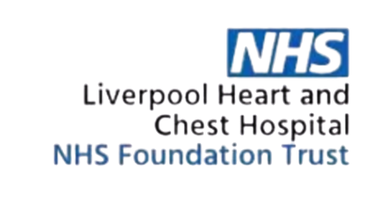 NHS
Liverpool Heart and
Chest Hospital
NHS Foundation Trust